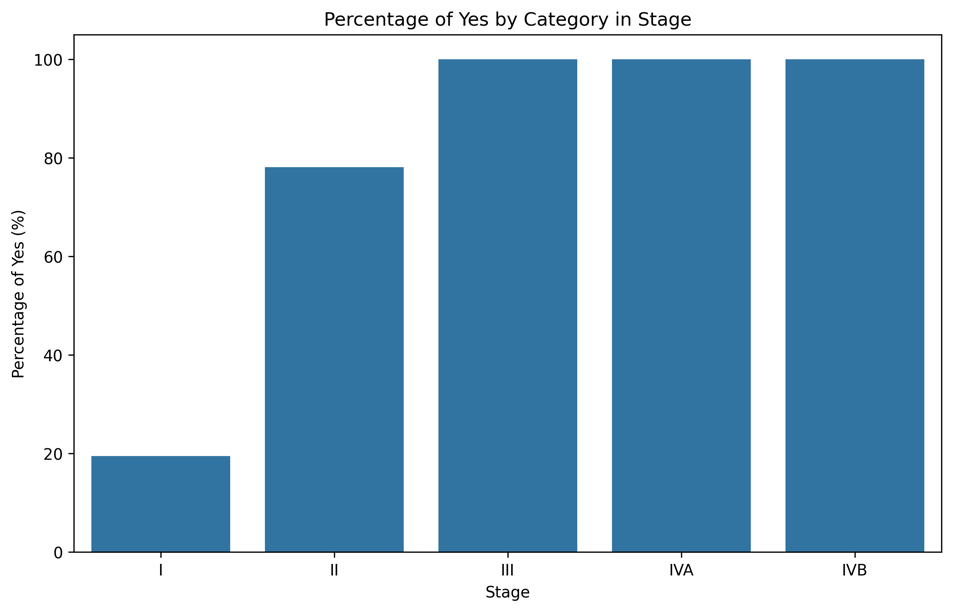 Percentage of Yes by Category in Stage
Percentage of Yes (%)
100
80
60
40
20
0
I II III IVA IVB
Stage